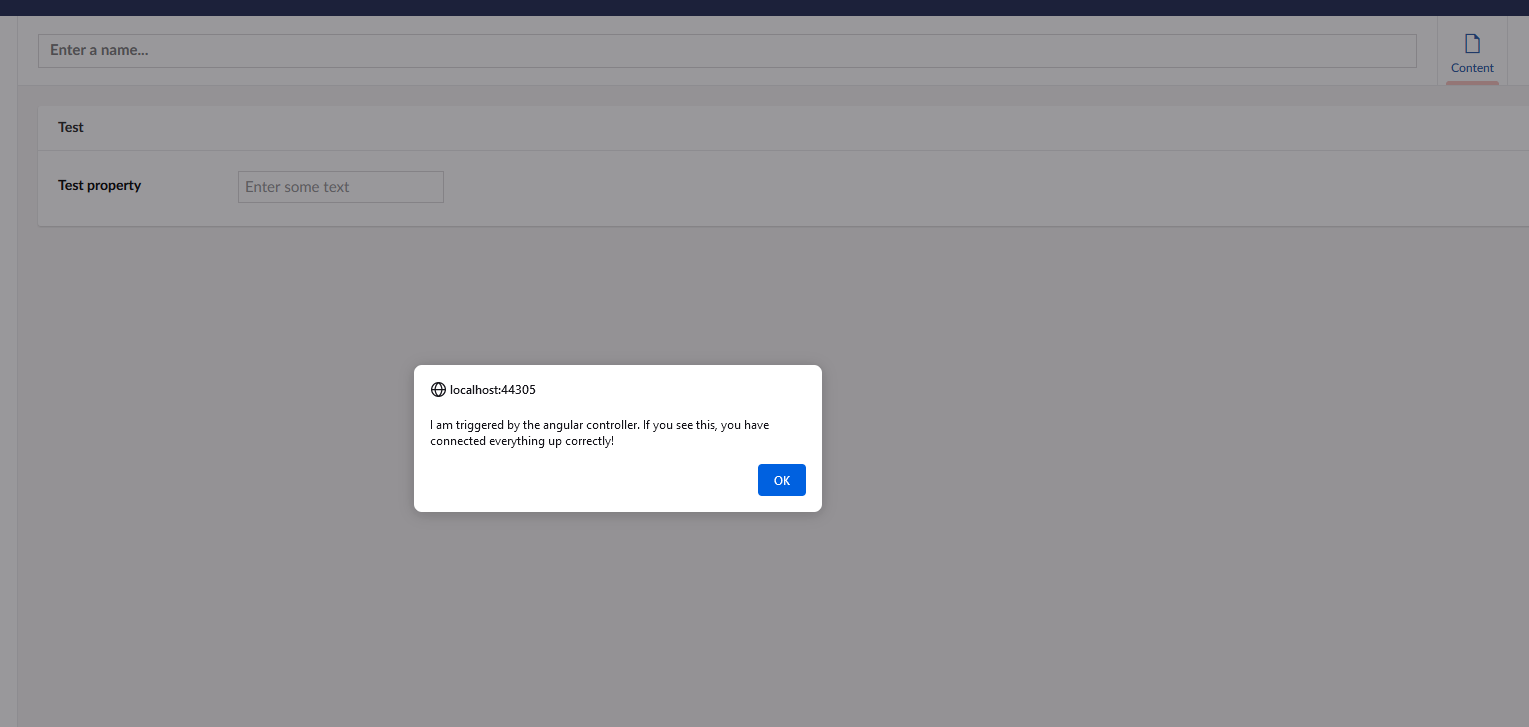 Enter a name...
Content
Test
Test property
Enter some text
localhost:44305
I am triggered by the angular controller. If you see this, you have
connected everything up correctly!
OK